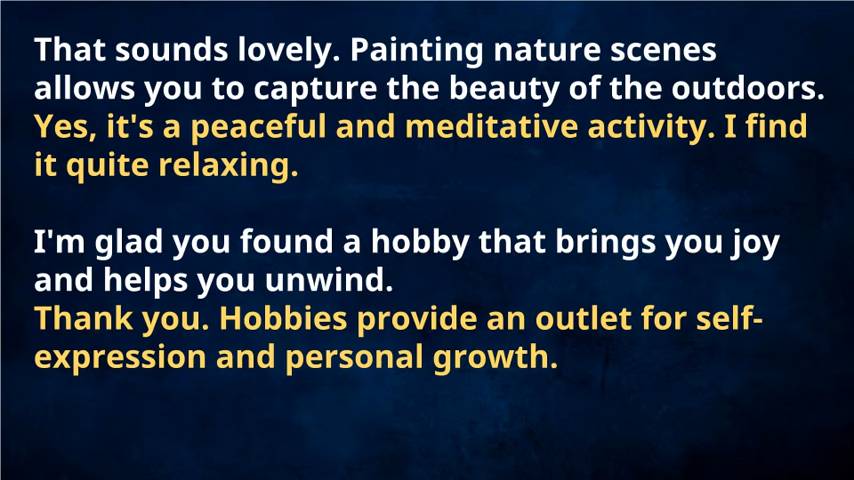 That sounds lovely. Painting nature scenes
allows you to capture the beauty of the outdoors.
Yes, it's a peaceful and meditative activity. I find
it quite relaxing.
I'm glad you found a hobby that brings you joy
and helps you unwind.
Thank you. Hobbies provide an outlet for self-
expression and personal growth.